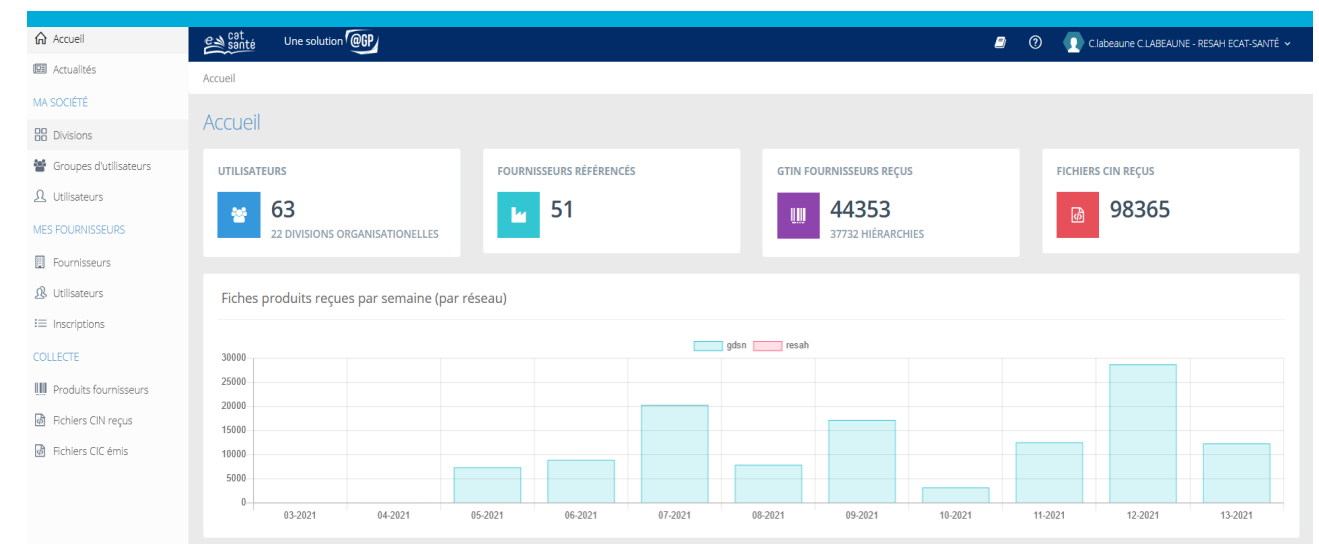 Accueil
Actualités
MA SOCIÉTÉ
Divisions
Groupes d'utilisateurs
Utilisateurs
MES FOURNISSEURS
Fournisseurs
Utilisateurs
Inscriptions
COLLECTE
Produits fournisseurs
Fichiers CIN reçus
Fichiers CIC émis
e cat santé
Une solution @GP
C.labeaune C.LABEAUNE - RESAH ECAT-SANTÉ
Accueil
Accueil
UTILISATEURS
63
22 DIVISIONS ORGANISATIONELLES
FOURNISSEURS RÉFÉRENCÉS
51
GTIN FOURNISSEURS REÇUS
44353
37732 HIÉRARCHIES
FICHIERS CIN REÇUS
98365
Fiches produits reçues par semaine (par réseau)
gdsn resah
30000
25000
20000
15000
10000
5000
0
03-2021 04-2021 05-2021 06-2021 07-2021 08-2021 09-2021 10-2021 11-2021 12-2021 13-2021